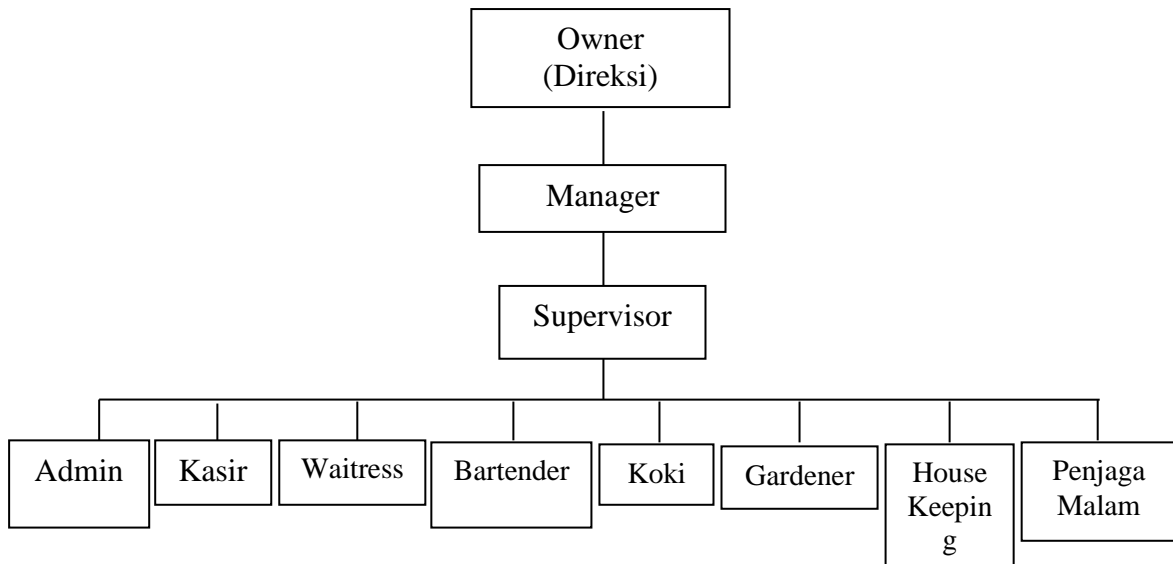 Owner
(Direksi)
Manager
Supervisor
Admin
Kasir
Waitress
Bartender
Koki
Gardener
House
Keepin
g
Penjaga
Malam